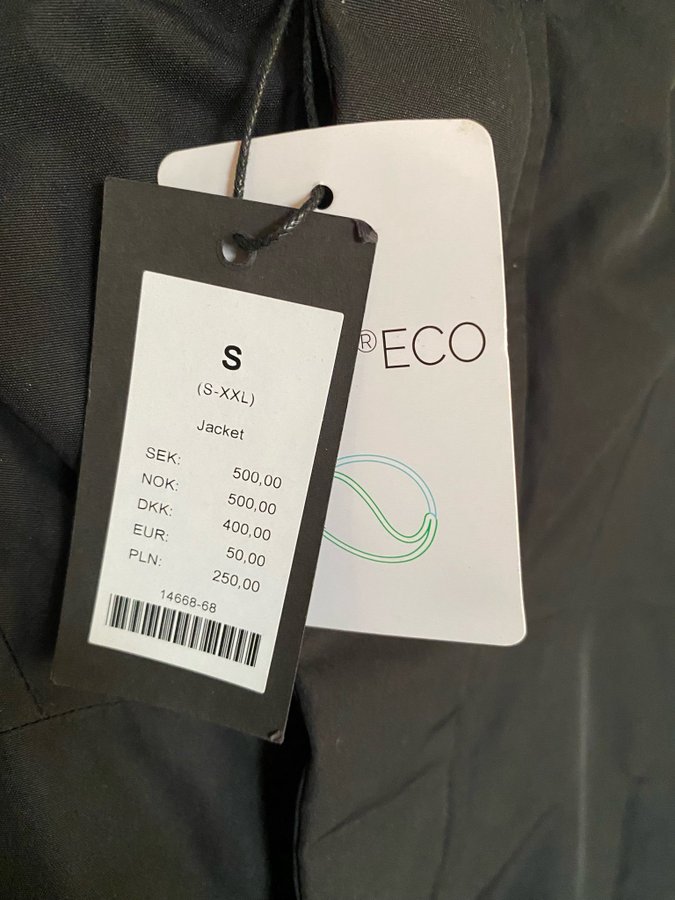 S
(S-XXL)
Jacket
SEK: 500,00
NOK: 500,00
DKK: 400,00
EUR: 50,00
PLN: 250,00
14668-68
®ECO